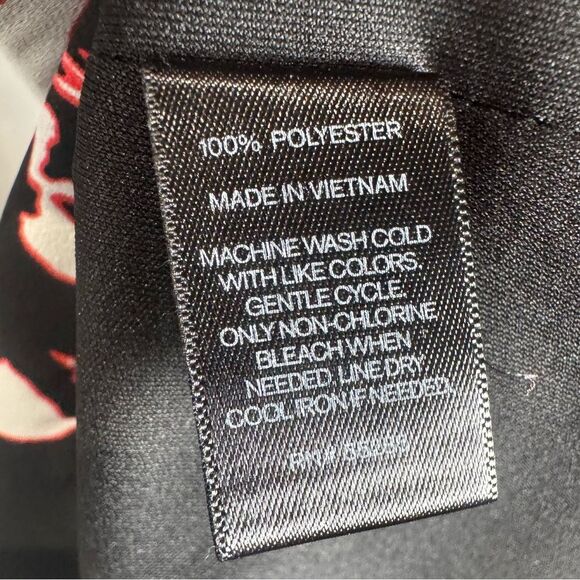 100% POLYESTER
MADE IN VIETNAM
MACHINE WASH COLD
WITH LIKE COLORS.
GENTLE CYCLE.
ONLY NON-CHLORINE
BLEACH WHEN
NEEDED. LINE DRY
COOL IRON IF NEEDED.